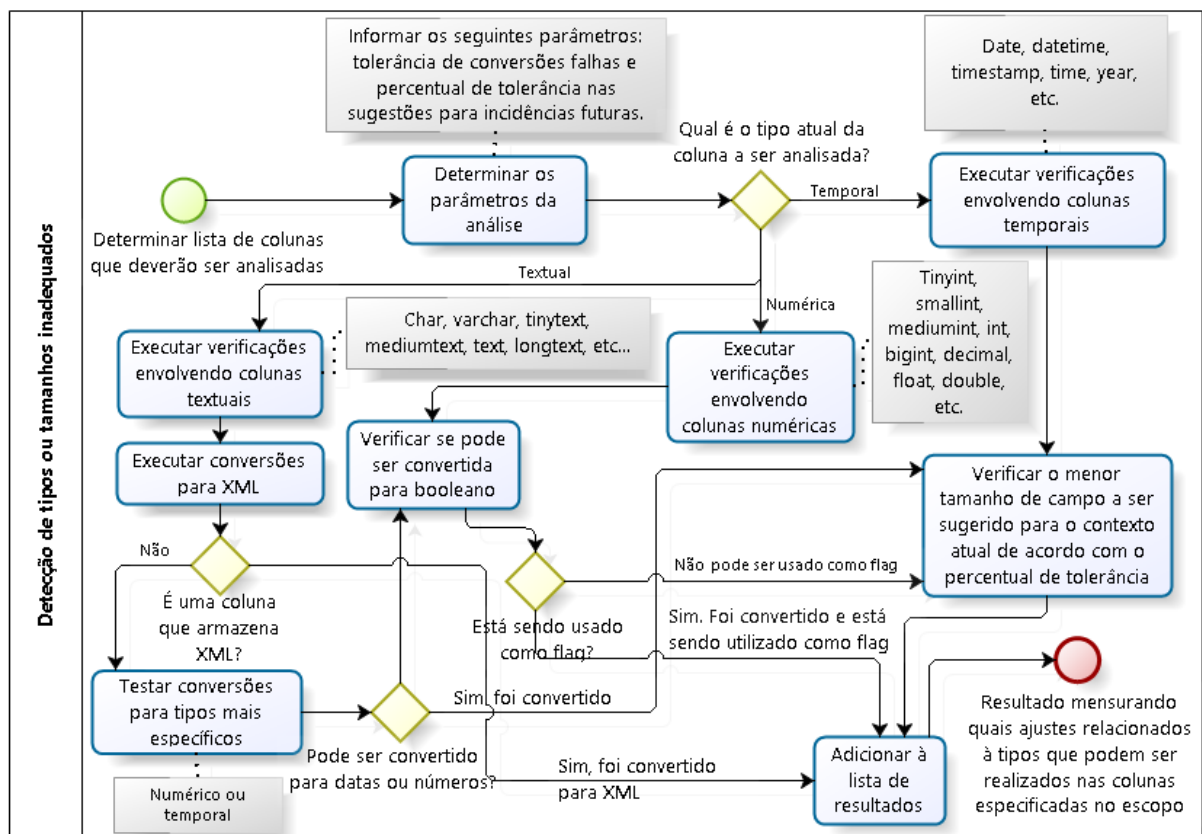 Detecção de tipos ou tamanhos inadequados
Informar os seguintes parâmetros:
tolerância de conversões falhas e
percentual de tolerância nas
sugestões para incidências futuras.
Date, datetime,
timestamp, time, year,
etc.
Qual é o tipo atual da
coluna a ser analisada?
Determinar os
parâmetros da
análise
Temporal
Executar verificações
envolvendo colunas
temporais
Determinar lista de colunas
que deverão ser analisadas
Textual
Numérica
Tinyint,
smallint,
mediumint, int,
bigint, decimal,
float, double,
etc.
Char, varchar, tinytext,
mediumtext, text, longtext, etc...
Executar verificações
envolvendo colunas
textuais
Executar
verificações
envolvendo
colunas numéricas
Verificar se pode
ser convertida
para booleano
Executar conversões
para XML
Verificar o menor
tamanho de campo a ser
sugerido para o contexto
atual de acordo com o
percentual de tolerância
Não
Não pode ser usado como flag
É uma coluna
que armazena
XML?
Está sendo usado
como flag?
Sim. Foi convertido e está
sendo utilizado como flag
Testar conversões
para tipos mais
específicos
Sim, foi convertido
Pode ser convertido
para datas ou números?
Numérico ou
temporal
Sim, foi convertido
para XML
Adicionar à
lista de
resultados
Resultado mensurando
quais ajustes relacionados
à tipos que podem ser
realizados nas colunas
especificadas no escopo